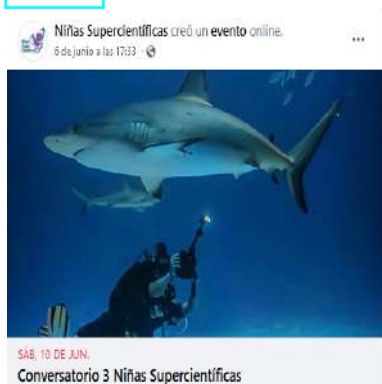 Niñas Supercientíficas creó un evento online.
6 de junio a las 17:33 ·
...
SÁB, 10 DE JUN.
Conversatorio 3 Niñas Supercientíficas